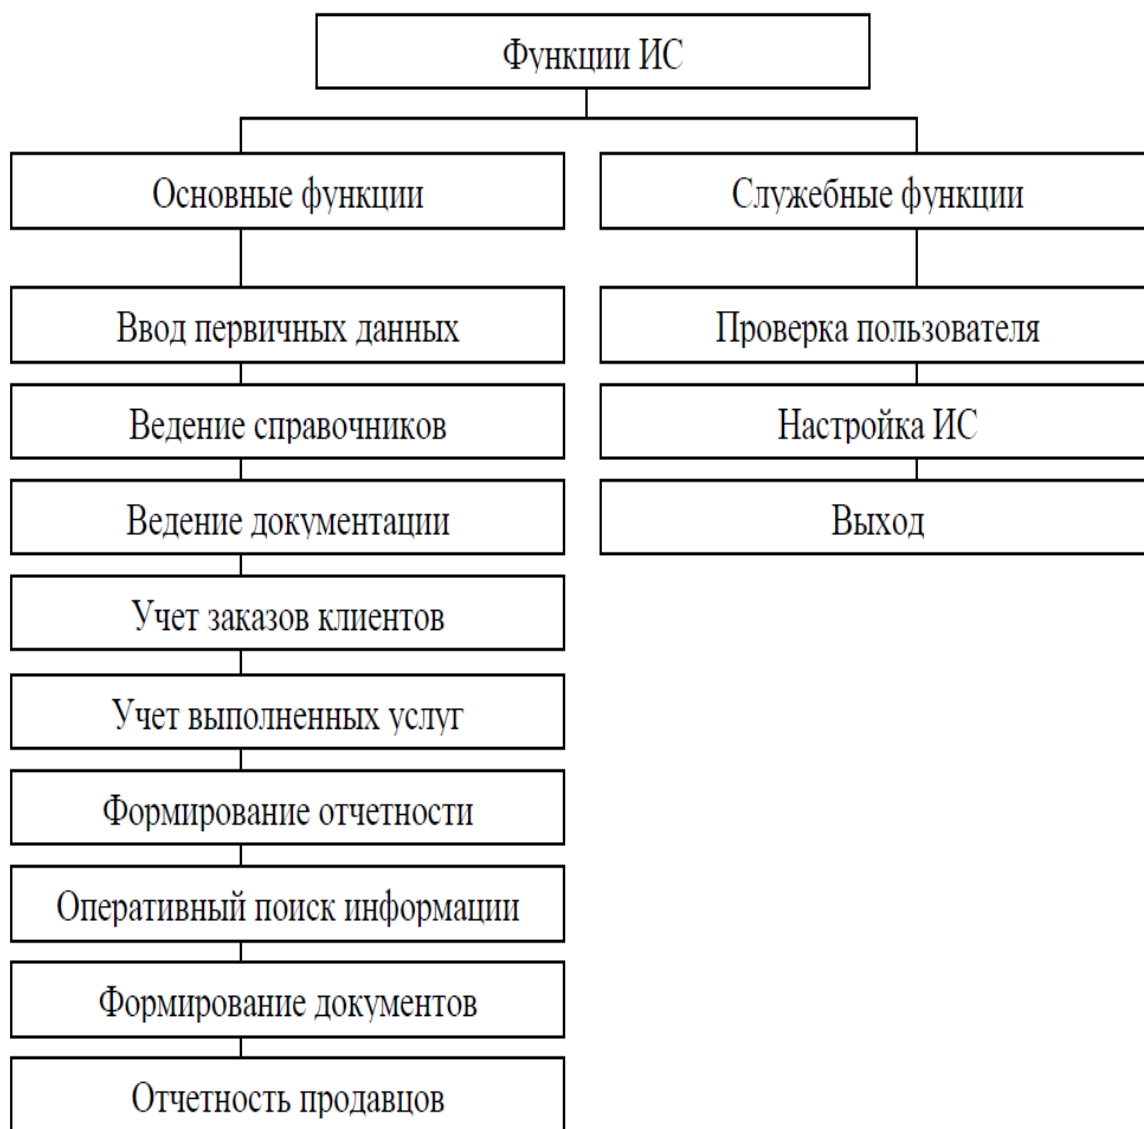 Функции ИС
Основные функции
Служебные функции
Ввод первичных данных
Проверка пользователя
Ведение справочников
Настройка ИС
Ведение документации
Выход
Учет заказов клиентов
Учет выполненных услуг
Формирование отчетности
Оперативный поиск информации
Формирование документов
Отчетность продавцов